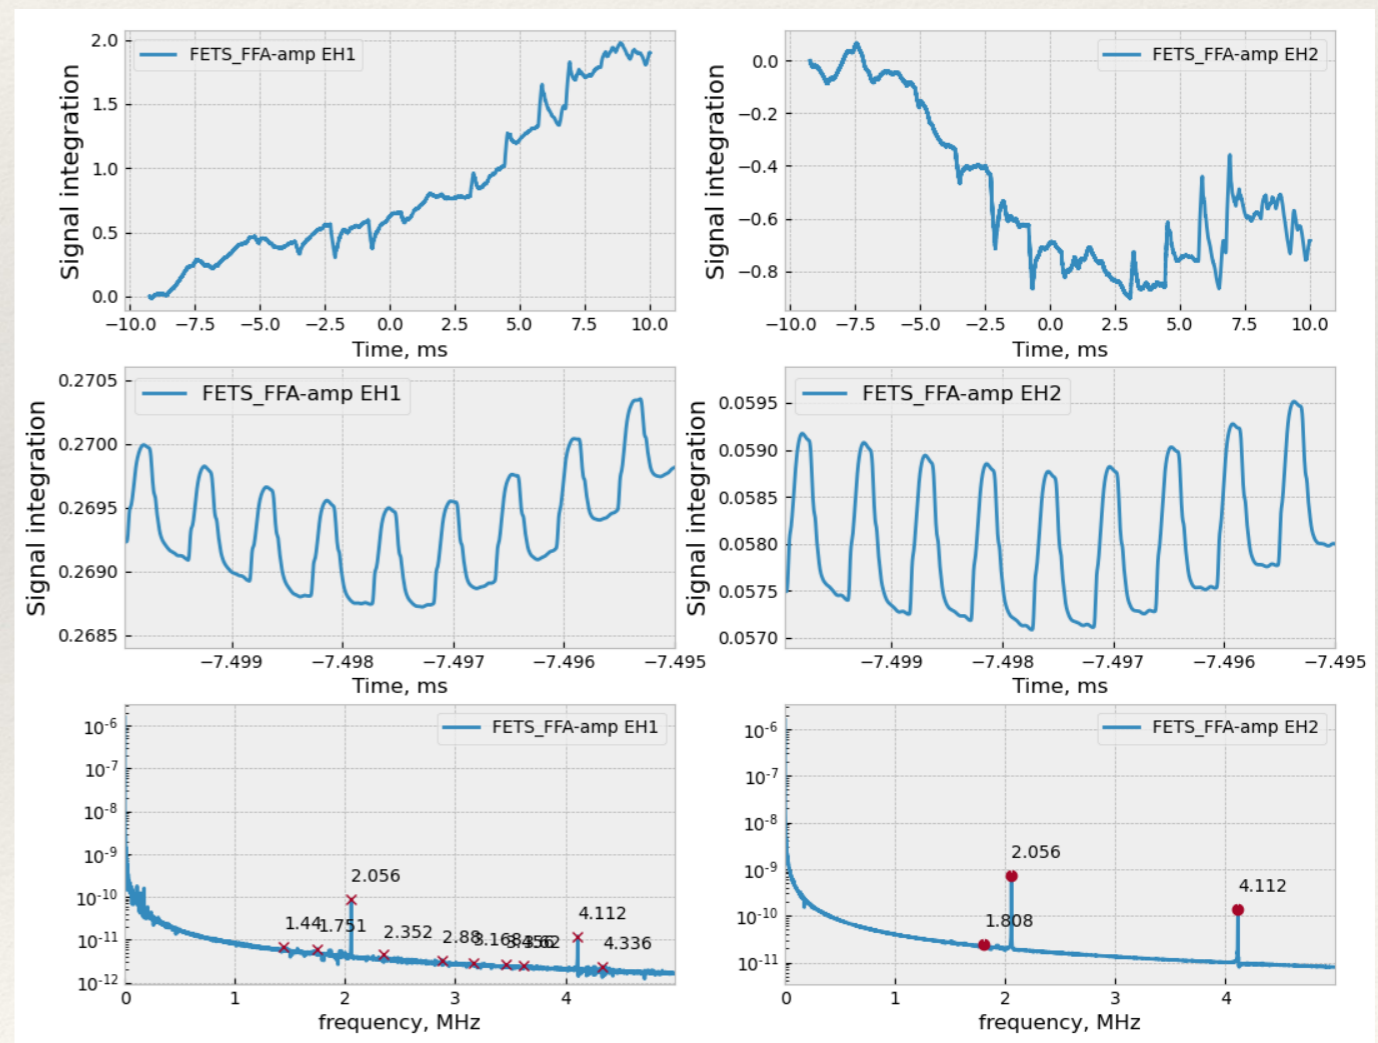 2.0
1.5
1.0
0.5
0.0
Signal integration
FETS_FFA-amp EH1
−10.0 −7.5 −5.0 −2.5 0.0 2.5 5.0 7.5 10.0
Time, ms
0.0
−0.2
−0.4
−0.6
−0.8
Signal integration
FETS_FFA-amp EH2
−10.0 −7.5 −5.0 −2.5 0.0 2.5 5.0 7.5 10.0
Time, ms
0.2705
0.2700
0.2695
0.2690
0.2685
Signal integration
FETS_FFA-amp EH1
−7.499 −7.498 −7.497 −7.496 −7.495
Time, ms
0.0595
0.0590
0.0585
0.0580
0.0575
0.0570
Signal integration
FETS_FFA-amp EH2
−7.499 −7.498 −7.497 −7.496 −7.495
Time, ms
10⁻⁶
10⁻⁷
10⁻⁸
10⁻⁹
10⁻¹⁰
10⁻¹¹
10⁻¹²
FETS_FFA-amp EH1
2.056
4.112
1.44 1.751 2.352 2.88 3.168 4.336
0 1 2 3 4
frequency, MHz
10⁻⁶
10⁻⁷
10⁻⁸
10⁻⁹
10⁻¹⁰
10⁻¹¹
FETS_FFA-amp EH2
2.056
4.112
1.808
0 1 2 3 4
frequency, MHz